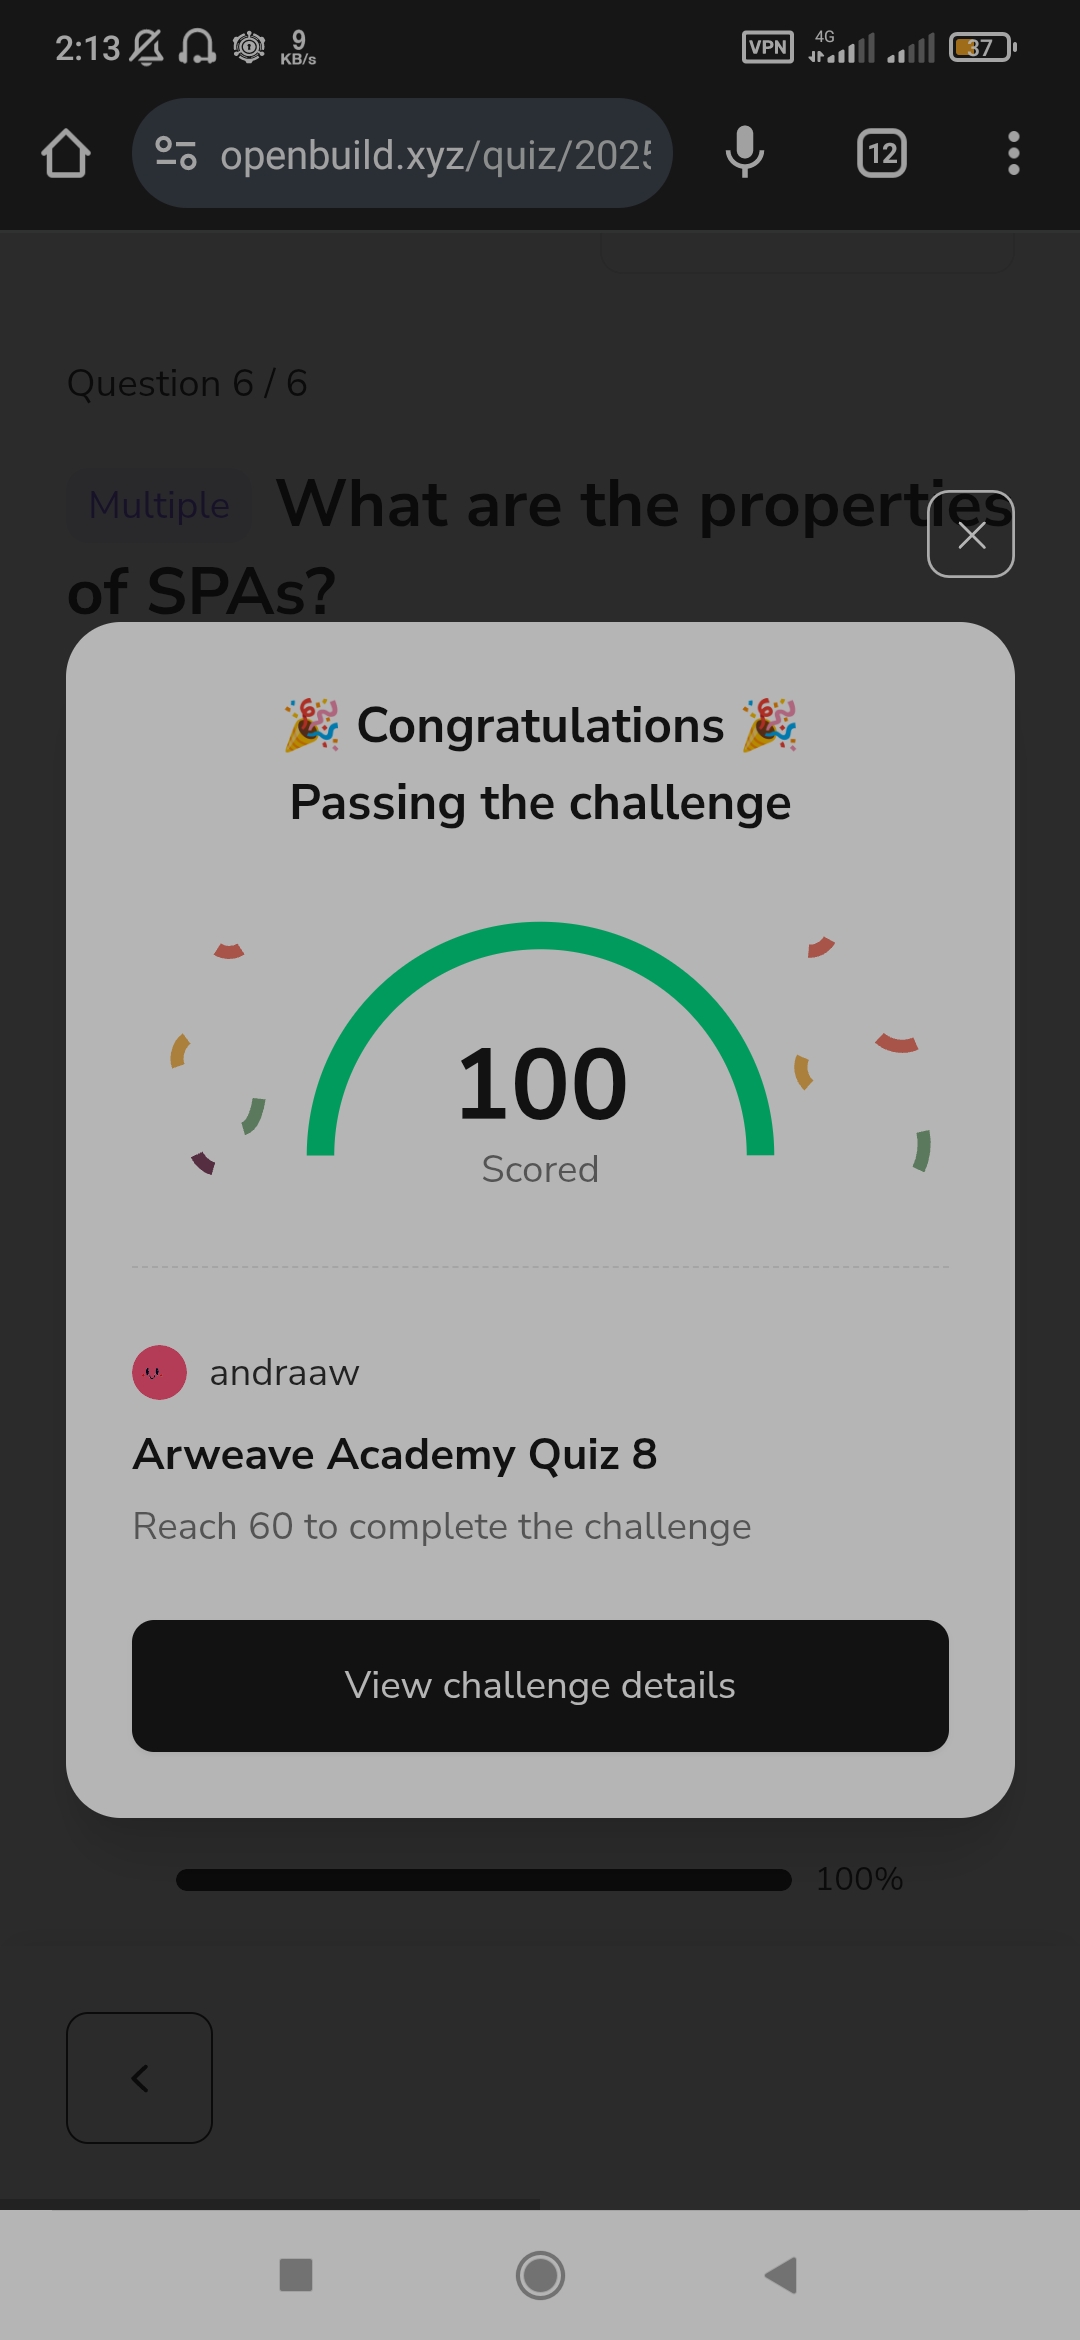 2:13 9 KB/s VPN 4G 37
openbuild.xyz/quiz/2025 12
Question 6 / 6
Multiple What are the properties
of SPAs?
🎉 Congratulations 🎉
Passing the challenge
100
Scored
andraaw
Arweave Academy Quiz 8
Reach 60 to complete the challenge
View challenge details
100%